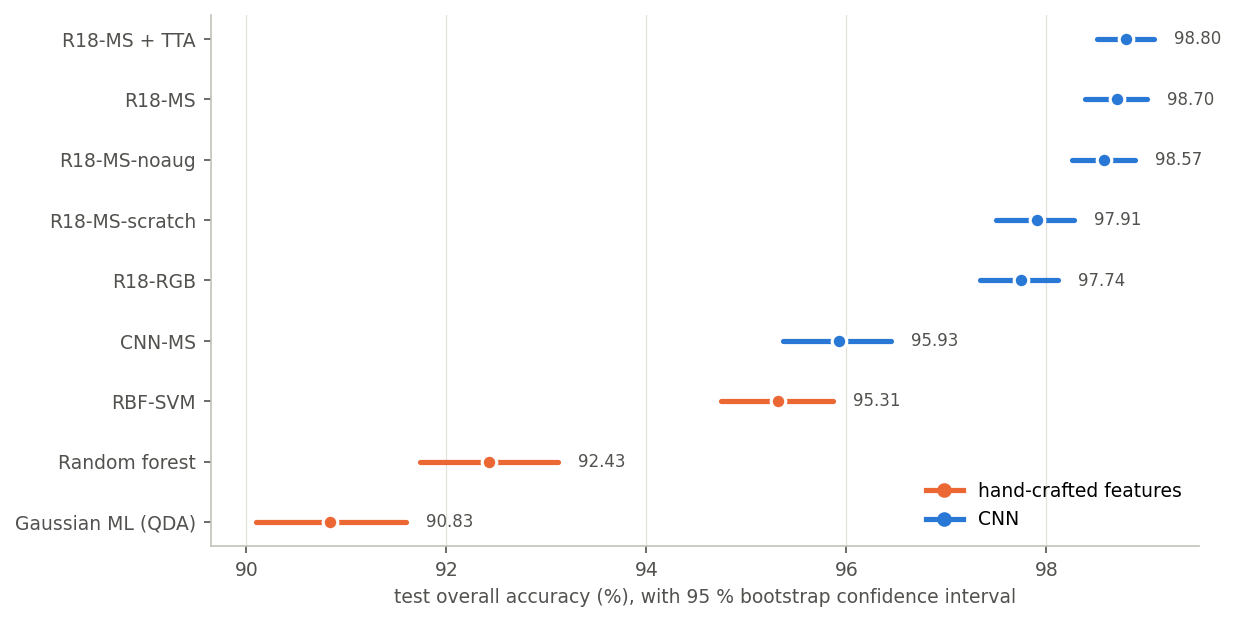 R18-MS + TTA 98.80
R18-MS 98.70
R18-MS-noaug 98.57
R18-MS-scratch 97.91
R18-RGB 97.74
CNN-MS 95.93
RBF-SVM 95.31
Random forest 92.43
hand-crafted features
Gaussian ML (QDA) 90.83
CNN
90 92 94 96 98
test overall accuracy (%), with 95 % bootstrap confidence interval